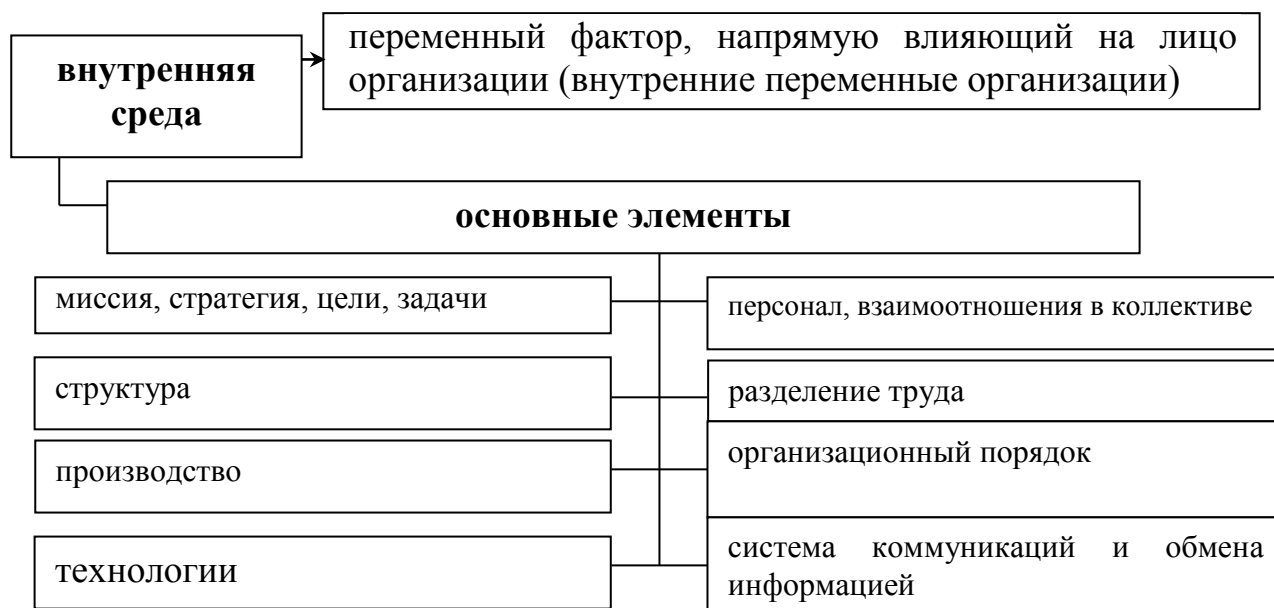 внутренняя
среда
переменный фактор, напрямую влияющий на лицо
организации (внутренние переменные организации)
основные элементы
миссия, стратегия, цели, задачи
персонал, взаимоотношения в коллективе
структура
разделение труда
производство
организационный порядок
технологии
система коммуникаций и обмена
информацией